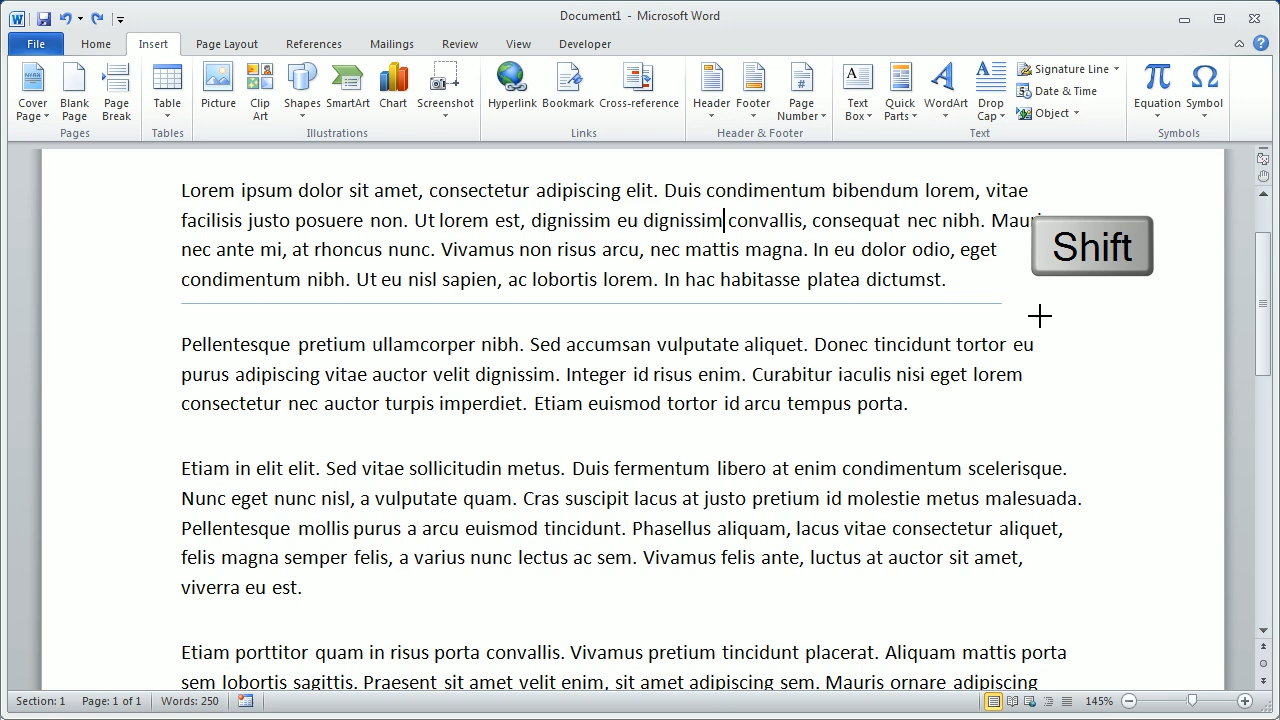 Document1 - Microsoft Word
File Home Insert Page Layout References Mailings Review View Developer
Cover Page
Blank Page
Page Break
Table
Picture
Clip Art
Shapes
SmartArt
Chart
Screenshot
Hyperlink
Bookmark
Cross-reference
Header
Footer
Page Number
Text Box
Quick Parts
WordArt
Drop Cap
Signature Line
Date & Time
Object
Equation
Symbol
Pages Tables Illustrations Links Header & Footer Text Symbols
Lorem ipsum dolor sit amet, consectetur adipiscing elit. Duis condimentum bibendum lorem, vitae
facilisis justo posuere non. Ut lorem est, dignissim eu dignissim convallis, consequat nec nibh. Mauri
Shift
nec ante mi, at rhoncus nunc. Vivamus non risus arcu, nec mattis magna. In eu dolor odio, eget
condimentum nibh. Ut eu nisl sapien, ac lobortis lorem. In hac habitasse platea dictumst.
Pellentesque pretium ullamcorper nibh. Sed accumsan vulputate aliquet. Donec tincidunt tortor eu
purus adipiscing vitae auctor velit dignissim. Integer id risus enim. Curabitur iaculis nisi eget lorem
consectetur nec auctor turpis imperdiet. Etiam euismod tortor id arcu tempus porta.
Etiam in elit elit. Sed vitae sollicitudin metus. Duis fermentum libero at enim condimentum scelerisque.
Nunc eget nunc nisl, a vulputate quam. Cras suscipit lacus at justo pretium id molestie metus malesuada.
Pellentesque mollis purus a arcu euismod tincidunt. Phasellus aliquam, lacus vitae consectetur aliquet,
felis magna semper felis, a varius nunc lectus ac sem. Vivamus felis ante, luctus at auctor sit amet,
viverra eu est.
Etiam porttitor quam in risus porta convallis. Vivamus pretium tincidunt placerat. Aliquam mattis porta
sem lobortis sagittis. Praesent sit amet velit enim, sit amet adipiscing sem. Mauris ornare adipiscing
Section: 1 Page: 1 of 1 Words: 250 145%